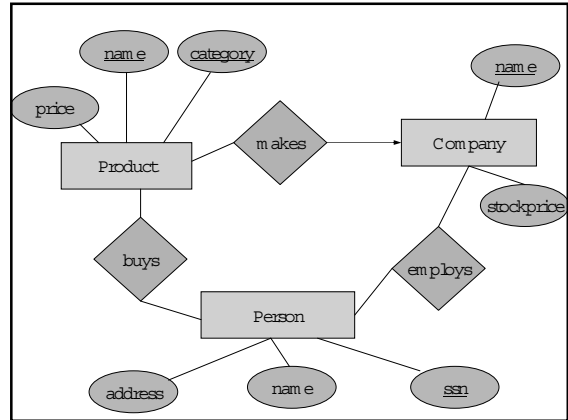 name
category
name
price
makes
Company
Product
stockprice
buys
employs
Person
address
name
ssn